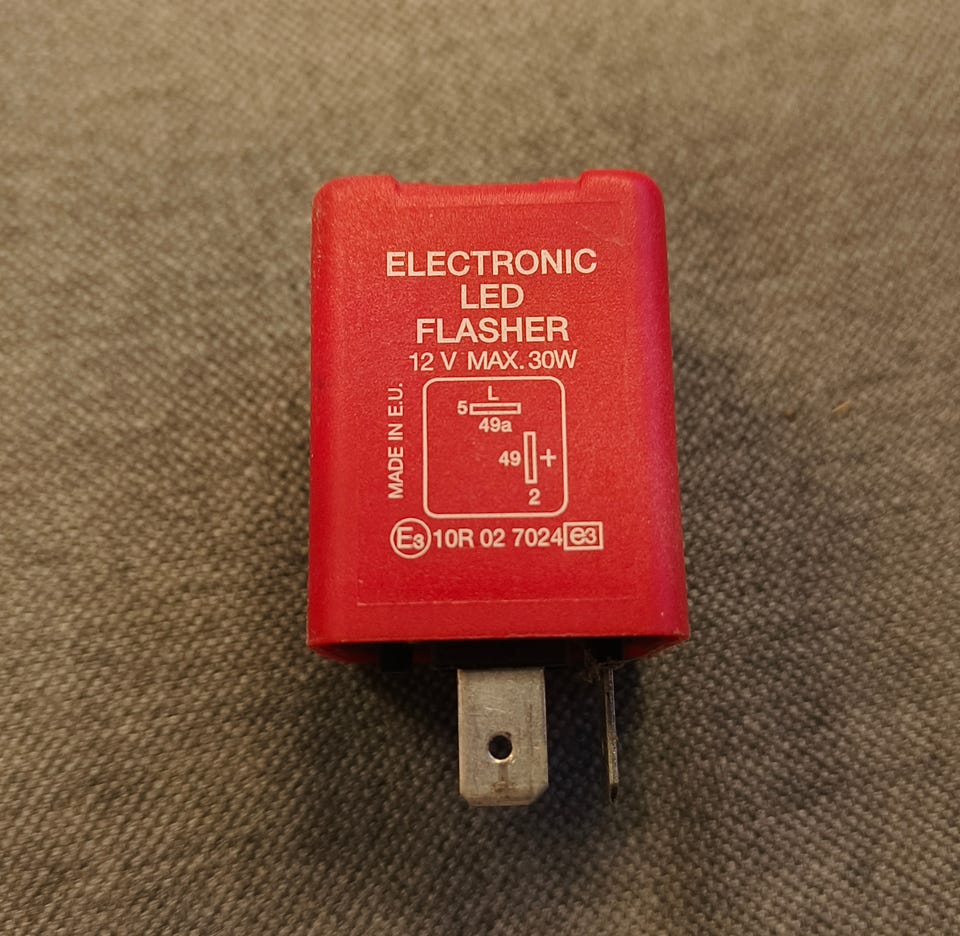 ELECTRONIC
LED
FLASHER
12 V MAX. 30W
MADE IN E.U.
L
5
49a
49 +
2
E3 10R 02 7024 e3